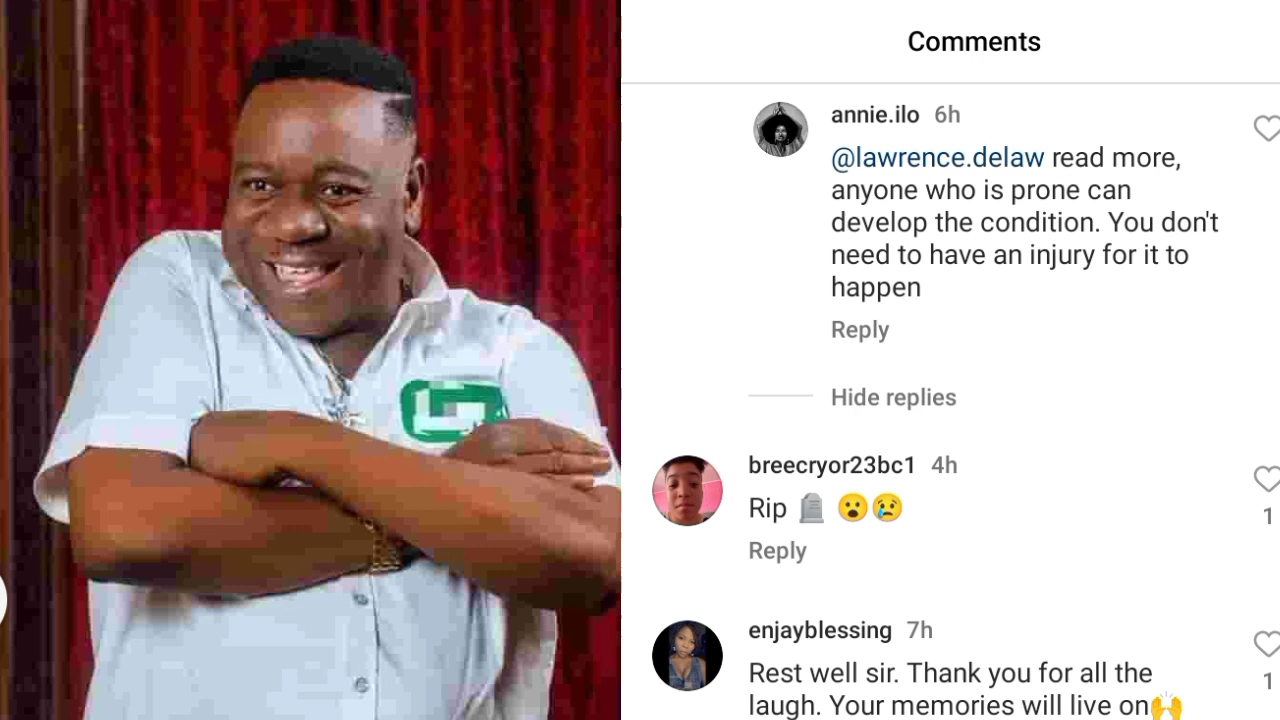 Comments
annie.ilo 6h
@lawrence.delaw read more,
anyone who is prone can
develop the condition. You don't
need to have an injury for it to
happen
Reply
Hide replies
breecryor23bc1 4h
Rip 🪦 😮😢
1
Reply
enjayblessing 7h
Rest well sir. Thank you for all the
1
laugh. Your memories will live on🙌